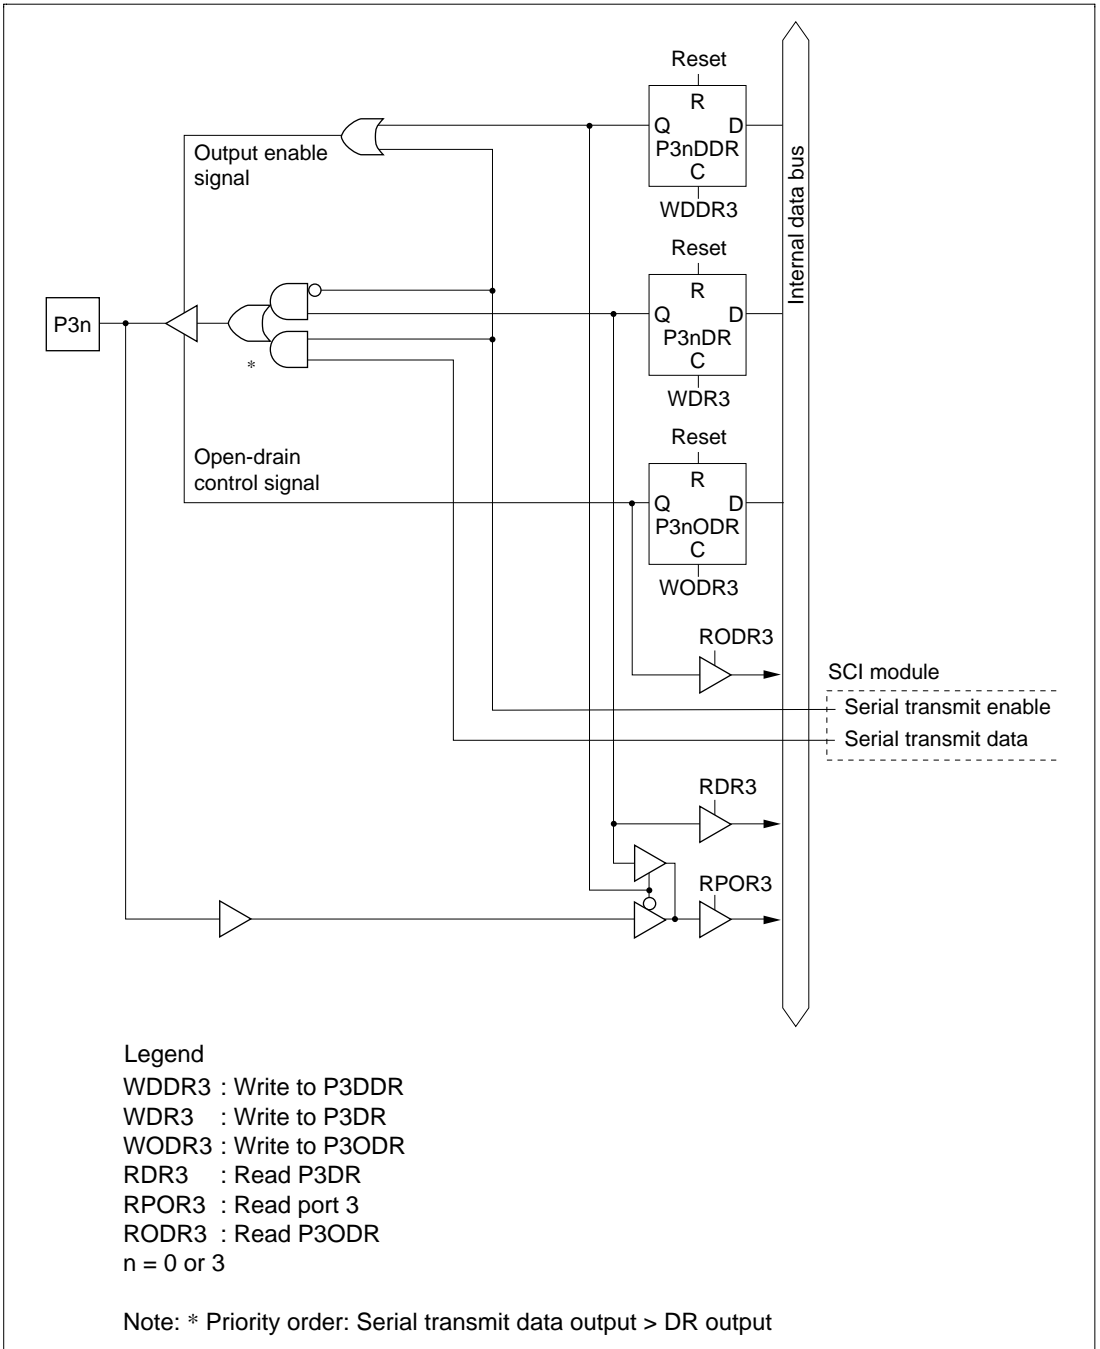 Reset
R
Q D
P3nDDR
C
WDDR3
Output enable
signal
Internal data bus
Reset
R
Q D
P3nDR
C
WDR3
P3n
*
Reset
R
Q D
P3nODR
C
WODR3
Open-drain
control signal
RODR3
SCI module
Serial transmit enable
Serial transmit data
RDR3
RPOR3
Legend
WDDR3 : Write to P3DDR
WDR3 : Write to P3DR
WODR3 : Write to P3ODR
RDR3 : Read P3DR
RPOR3 : Read port 3
RODR3 : Read P3ODR
n = 0 or 3
Note: * Priority order: Serial transmit data output > DR output